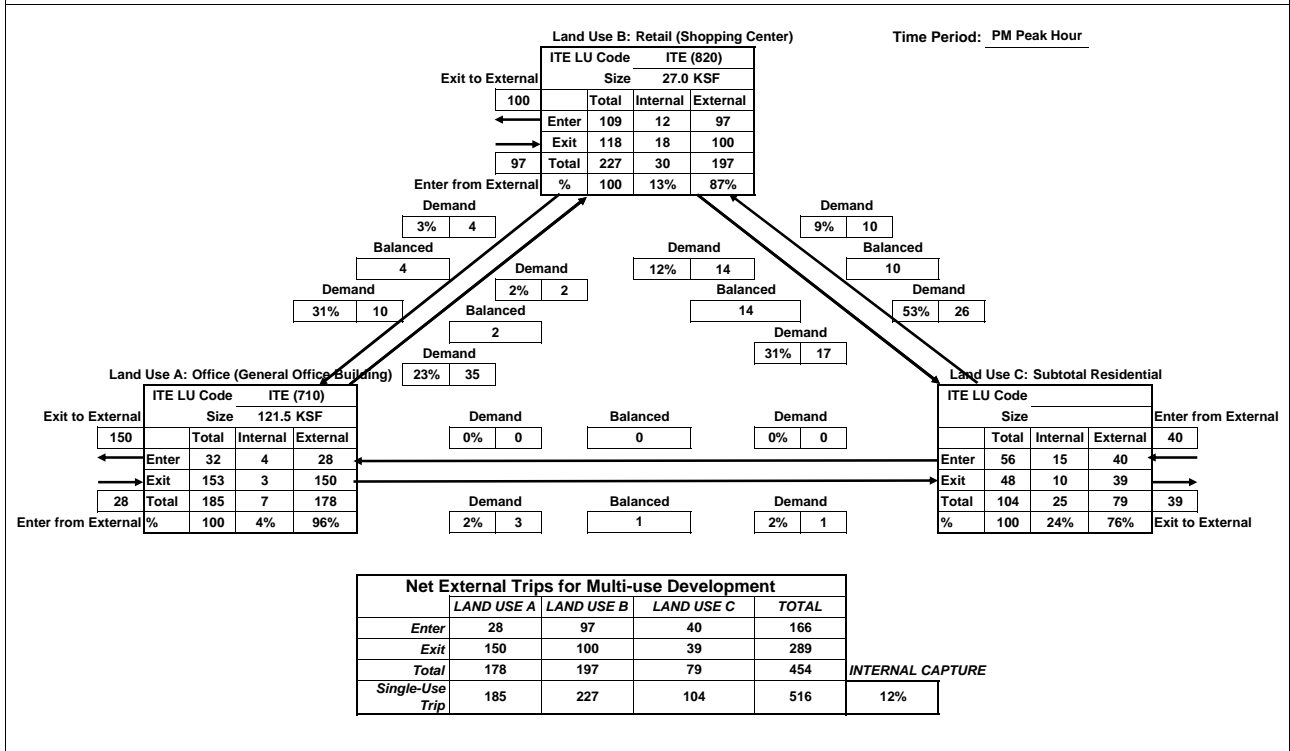 Land Use B: Retail (Shopping Center)
Time Period: PM Peak Hour
ITE LU Code ITE (820)
Exit to External Size 27.0 KSF
100 Total Internal External
Enter 109 12 97
Exit 118 18 100
97 Total 227 30 197
Enter from External % 100 13% 87%
Demand
3% 4
Balanced
4
Demand
31% 10
Demand
2% 2
Balanced
2
Demand
23% 35
Demand
12% 14
Balanced
14
Demand
31% 17
Demand
9% 10
Balanced
10
Demand
53% 26
Land Use A: Office (General Office Building)
ITE LU Code ITE (710)
Exit to External Size 121.5 KSF
150 Total Internal External
Enter 32 4 28
Exit 153 3 150
28 Total 185 7 178
Enter from External % 100 4% 96%
Demand Balanced Demand
0% 0 0 0% 0
Demand Balanced Demand
2% 3 1 2% 1
Land Use C: Subtotal Residential
ITE LU Code
Size Enter from External
Total Internal External 40
Enter 56 15 40
Exit 48 10 39
Total 104 25 79 39
% 100 24% 76% Exit to External
Net External Trips for Multi-use Development
LAND USE A LAND USE B LAND USE C TOTAL
Enter 28 97 40 166
Exit 150 100 39 289
Total 178 197 79 454 INTERNAL CAPTURE
Single-Use
Trip 185 227 104 516 12%